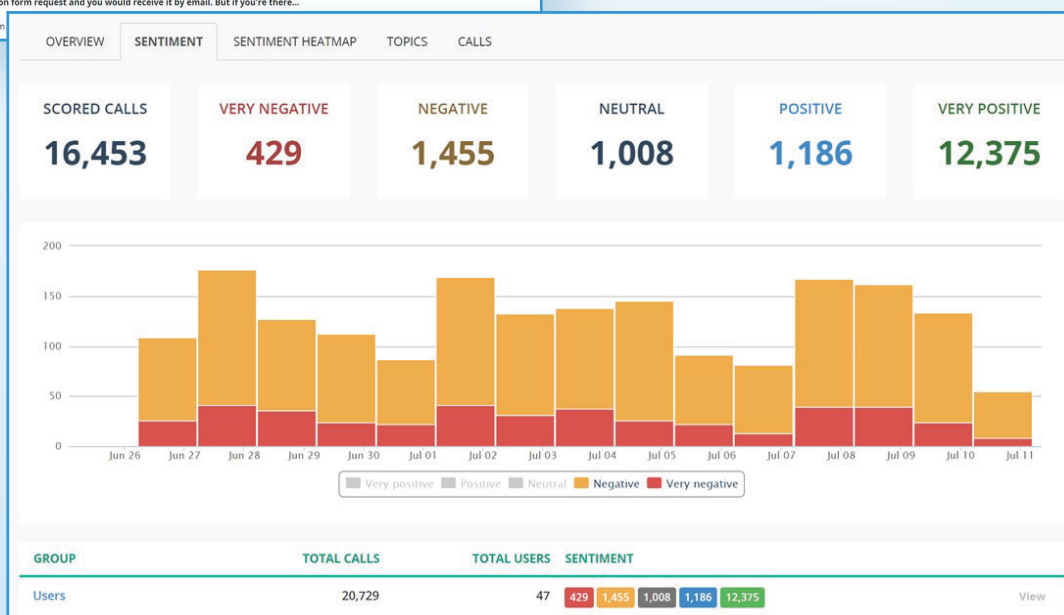 on form request and you would receive it by email. But if you're there...
OVERVIEW SENTIMENT SENTIMENT HEATMAP TOPICS CALLS
SCORED CALLS VERY NEGATIVE NEGATIVE NEUTRAL POSITIVE VERY POSITIVE
16,453 429 1,455 1,008 1,186 12,375
200
150
100
50
0
Jun 26 Jun 27 Jun 28 Jun 29 Jun 30 Jul 01 Jul 02 Jul 03 Jul 04 Jul 05 Jul 06 Jul 07 Jul 08 Jul 09 Jul 10 Jul 11
Very positive Positive Neutral Negative Very negative
GROUP TOTAL CALLS TOTAL USERS SENTIMENT
Users 20,729 47 429 1,455 1,008 1,186 12,375 View